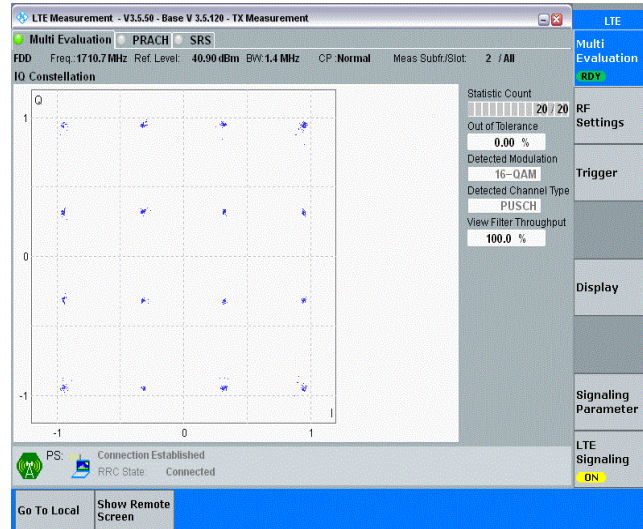 LTE Measurement - V3.5.50 - Base V 3.5.120 - TX Measurement
LTE
Multi Evaluation PRACH SRS
Multi
Evaluation
RDY
FDD Freq.:1710.7 MHz Ref. Level: 40.90 dBm BW:1.4 MHz CP :Normal Meas Subfr./Slot: 2 / All
IQ Constellation
Q
1
0
-1
I
-1 0 1
Statistic Count
20 / 20
Out of Tolerance
0.00 %
Detected Modulation
16-QAM
Detected Channel Type
PUSCH
View Filter Throughput
100.0 %
RF
Settings
Trigger
Display
Signaling
Parameter
LTE
Signaling
ON
PS: Connection Established
RRC State: Connected
Go To Local
Show Remote
Screen